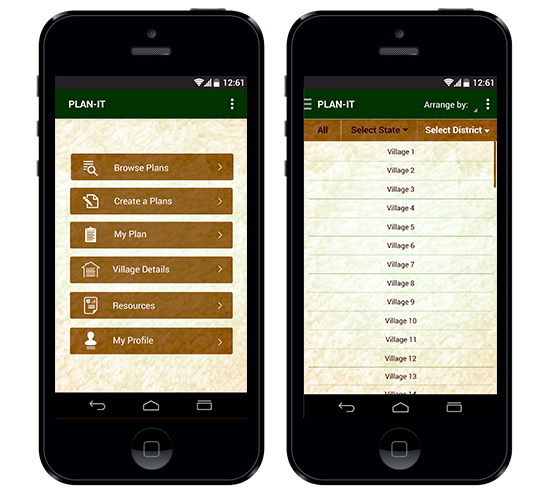 12:61
PLAN-IT
Browse Plans
Create a Plans
My Plan
Village Details
Resources
My Profile
12:61
PLAN-IT Arrange by:
All Select State Select District
Village 1
Village 2
Village 3
Village 4
Village 5
Village 6
Village 7
Village 8
Village 9
Village 10
Village 11
Village 12
Village 13
Village 14